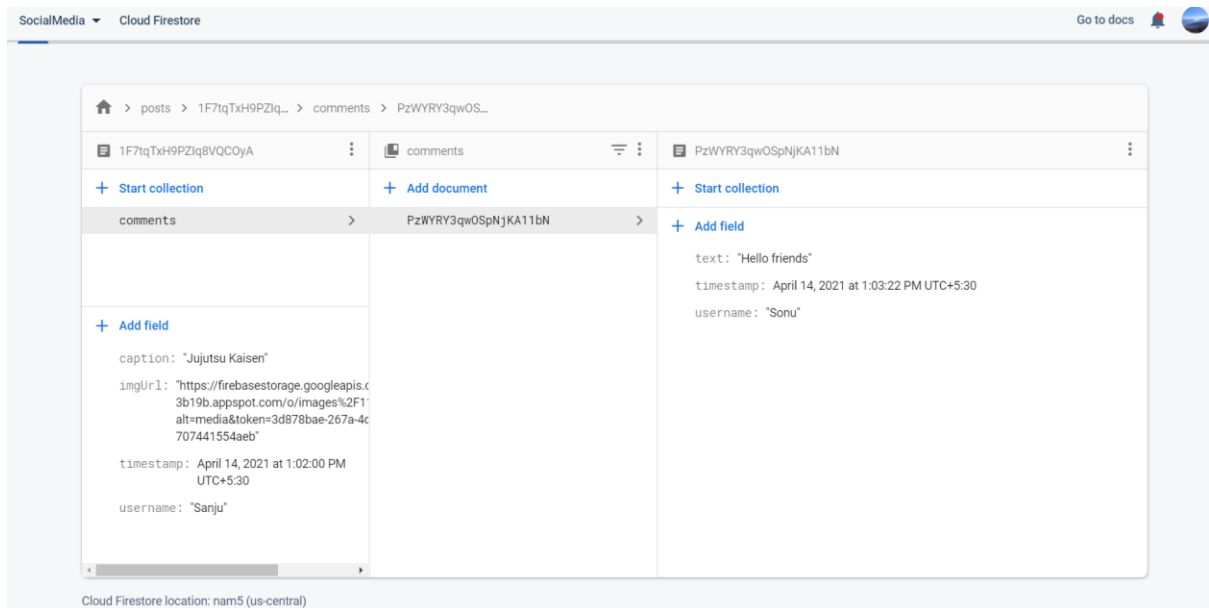 SocialMedia Cloud Firestore Go to docs
posts > 1F7tqTxH9PZIq… > comments > PzWYRY3qwOS…
1F7tqTxH9PZIq8VQCOyA
+ Start collection
comments
+ Add field
caption: "Jujutsu Kaisen"
imgUrl: "https://firebasestorage.googleapis.c
3b19b.appspot.com/o/images%2F1
alt=media&token=3d878bae-267a-4
707441554aeb"
timestamp: April 14, 2021 at 1:02:00 PM
UTC+5:30
username: "Sanju"
comments
+ Add document
PzWYRY3qwOSpNjKA11bN
PzWYRY3qwOSpNjKA11bN
+ Start collection
+ Add field
text: "Hello friends"
timestamp: April 14, 2021 at 1:03:22 PM UTC+5:30
username: "Sonu"
Cloud Firestore location: nam5 (us-central)